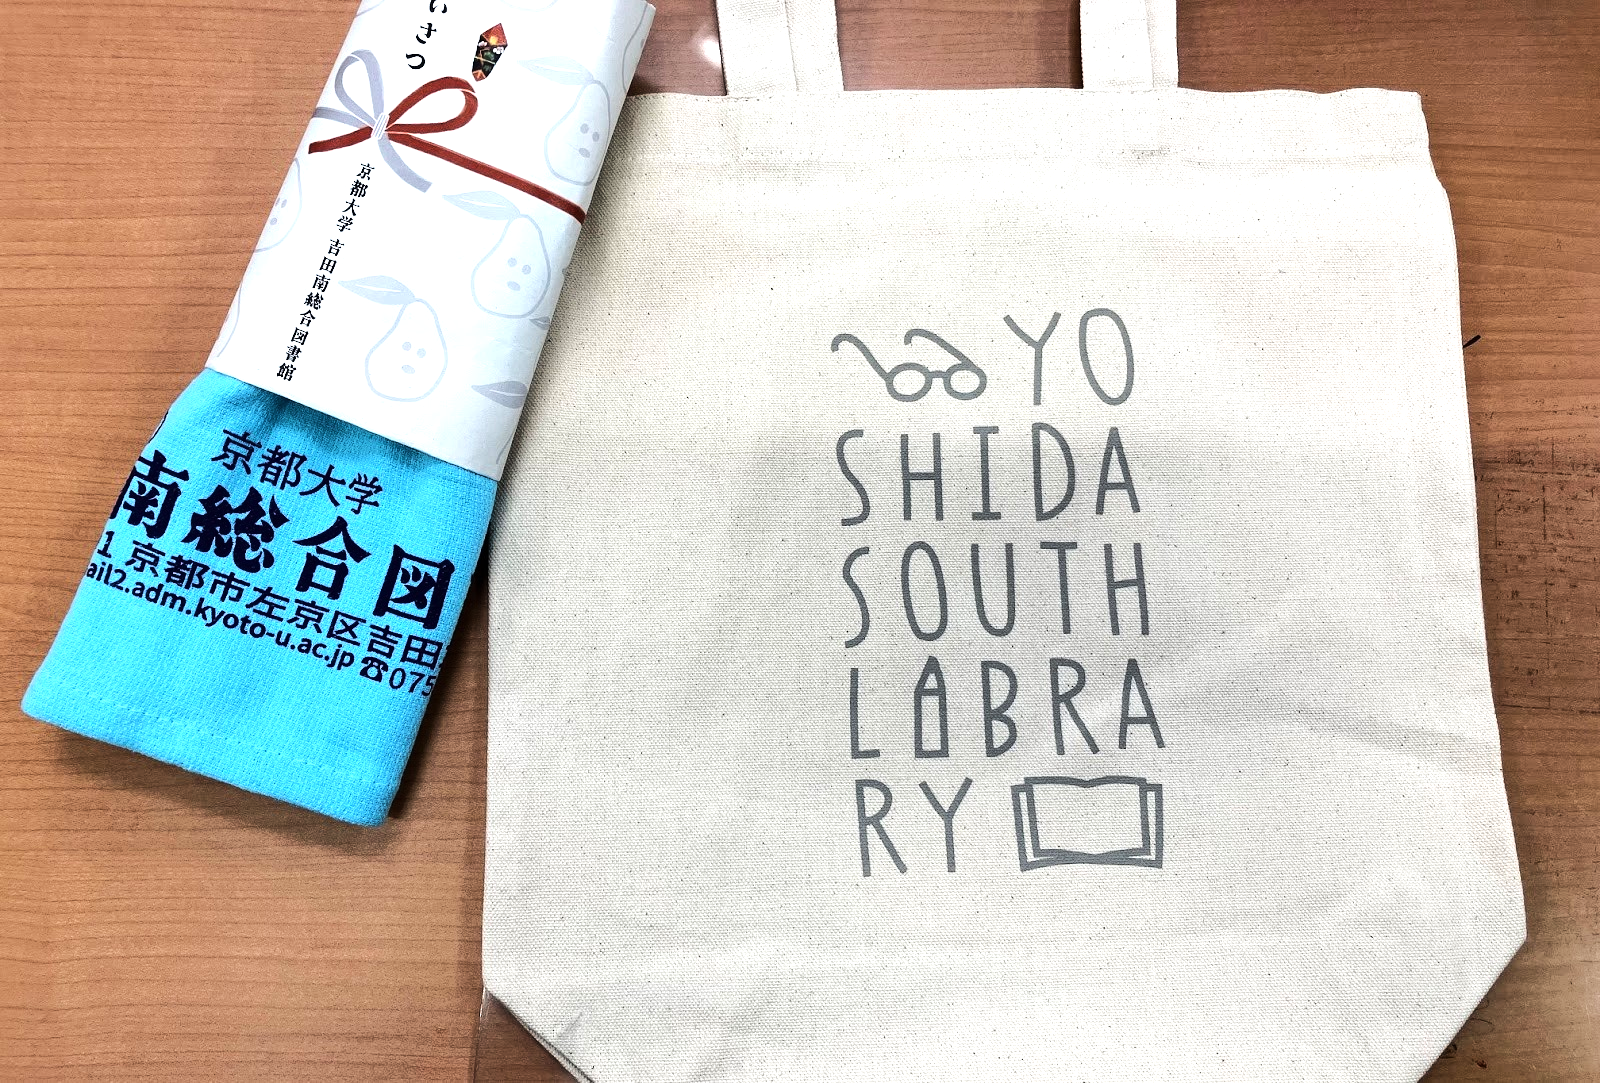 いさつ
京都大学 吉田南総合図書館
京都大学
南総合図
1 京都市左京区吉田
ail2.adm.kyoto-u.ac.jp ☎075
YO
SHIDA
SOUTH
LIBRA
RY